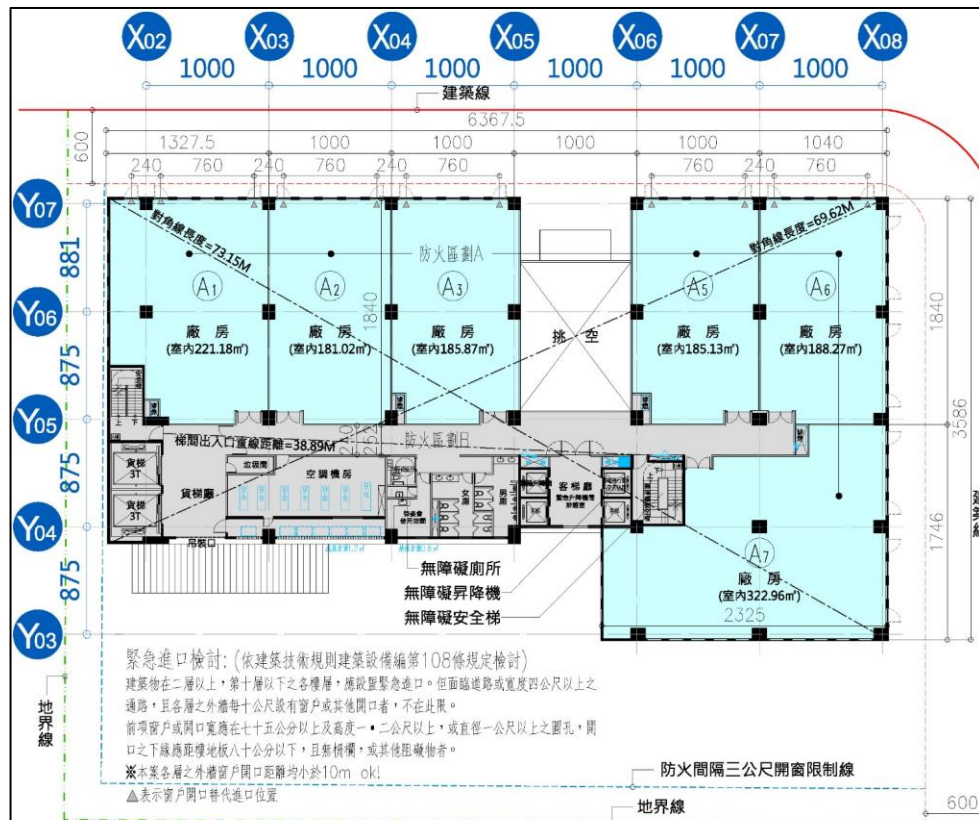 X02 X03 X04 X05 X06 X07 X08
1000 1000 1000 1000 1000 1000
建築線
6367.5
600
1327.5 1000 1000 1000 1000 1040
240 760 240 760 240 760 760 240 760
Y07
對角線長度=73.15M
對角線長度=69.62M
防火區劃A
881
A1 A2 A3 A5 A6
1840
1840
Y06
廠 房 廠 房 廠 房 挑 空 廠 房 廠 房
(室內221.18㎡) (室內181.02㎡) (室內185.87㎡) (室內185.13㎡) (室內188.27㎡)
875
3586
上 下
Y05
梯間出入口直線距離=38.89M
防火區劃B
875
貨梯
3T
貨梯廳
垃圾間
空調機房
女廁
男廁
客梯廳
貨梯
3T
Y04
吊裝口
1746
建築線
A7
廠 房
(室內322.96㎡)
2325
無障礙廁所
無障礙昇降機
無障礙安全梯
875
Y03
緊急進口檢討: (依建築技術規則建築設備編第108條規定檢討)
建築物在二層以上，第十層以下之各樓層，應設置緊急進口。但面臨道路或寬度四公尺以上之
通路，且各層之外牆每十公尺設有窗戶或其他開口者，不在此限。
前項窗戶或開口寬應在七十五公分以上及高度一‧二公尺以上，或直徑一公尺以上之圓孔，開
口之下緣應距樓地板八十公分以下，且無柵欄，或其他阻礙物者。
※本案各層之外牆窗戶開口距離均小於10m ok!
△表示窗戶開口替代進口位置
地界線
防火間隔三公尺開窗限制線
地界線
600